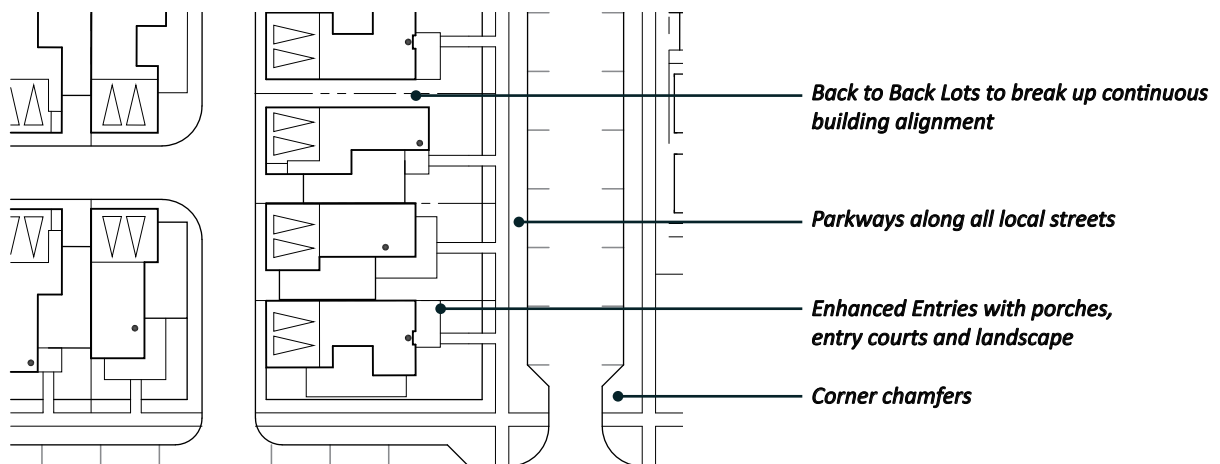 Back to Back Lots to break up continuous
building alignment
Parkways along all local streets
Enhanced Entries with porches,
entry courts and landscape
Corner chamfers